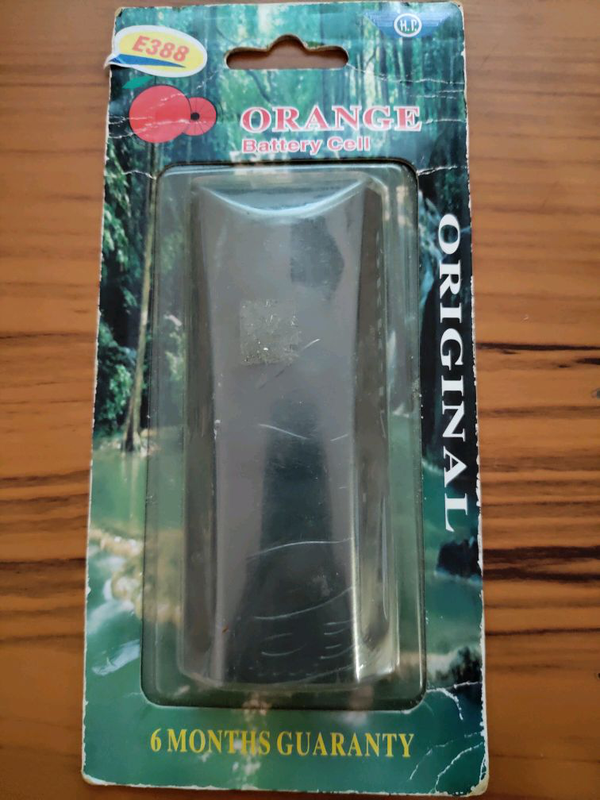 E388
H.P.
ORANGE
Battery Cell
ORIGINAL
6 MONTHS GUARANTY